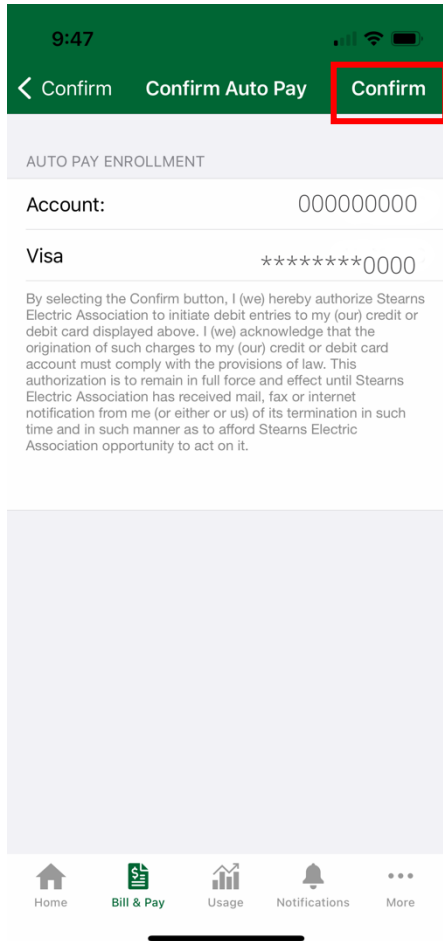 9:47
Confirm Confirm Auto Pay Confirm
AUTO PAY ENROLLMENT
Account: 000000000
Visa ********0000
By selecting the Confirm button, I (we) hereby authorize Stearns
Electric Association to initiate debit entries to my (our) credit or
debit card displayed above. I (we) acknowledge that the
origination of such charges to my (our) credit or debit card
account must comply with the provisions of law. This
authorization is to remain in full force and effect until Stearns
Electric Association has received mail, fax or internet
notification from me (or either or us) of its termination in such
time and in such manner as to afford Stearns Electric
Association opportunity to act on it.
Home Bill & Pay Usage Notifications More